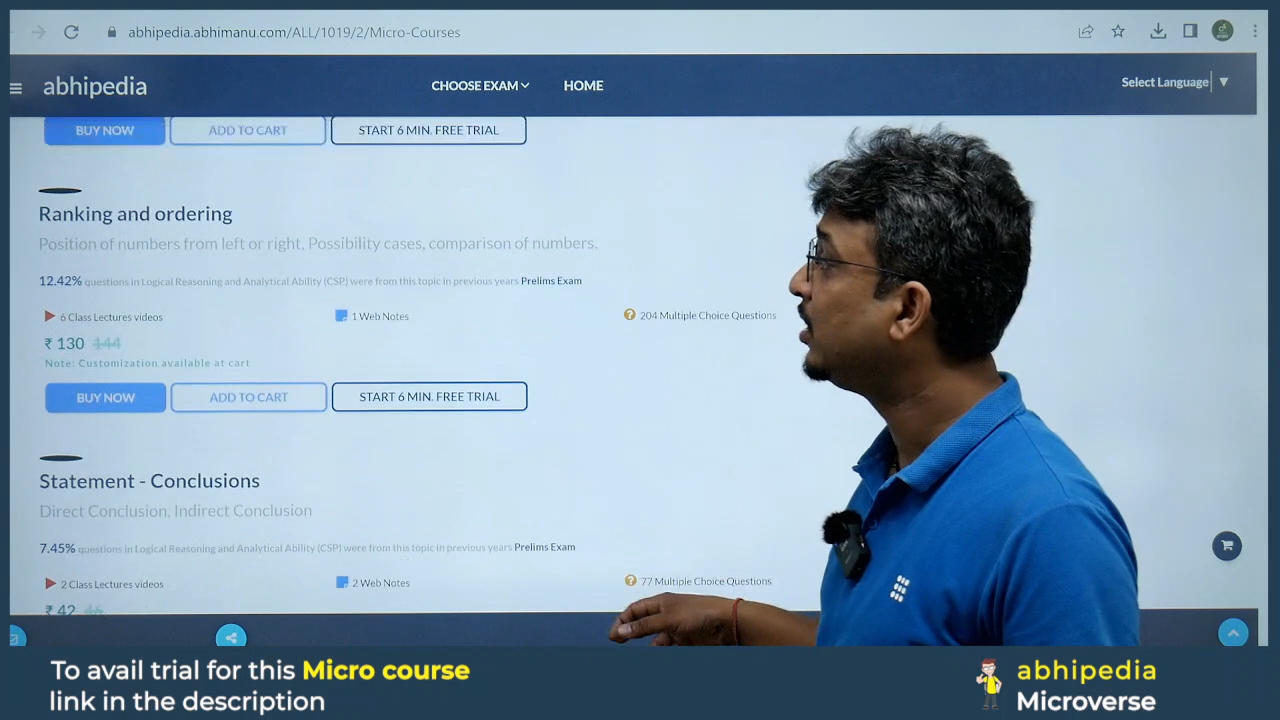 abhipedia.abhimanu.com/ALL/1019/2/Micro-Courses
abhipedia
CHOOSE EXAM
HOME
Select Language
BUY NOW
ADD TO CART
START 6 MIN. FREE TRIAL
Ranking and ordering
Position of numbers from left or right, Possibility cases, comparison of numbers.
12.42% questions in Logical Reasoning and Analytical Ability (CSP) were from this topic in previous years Prelims Exam
6 Class Lectures videos
1 Web Notes
204 Multiple Choice Questions
₹ 130 144
Note: Customization available at cart
BUY NOW
ADD TO CART
START 6 MIN. FREE TRIAL
Statement - Conclusions
Direct Conclusion, Indirect Conclusion
7.45% questions in Logical Reasoning and Analytical Ability (CSP) were from this topic in previous years Prelims Exam
2 Class Lectures videos
2 Web Notes
77 Multiple Choice Questions
₹ 42 46
To avail trial for this Micro course
link in the description
abhipedia
Microverse